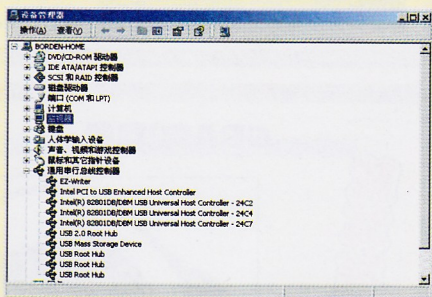 设备管理器
操作(A) 查看(V)
BORDEN-HOME
DVD/CD-ROM 驱动器
IDE ATA/ATAPI 控制器
SCSI 和 RAID 控制器
磁盘驱动器
端口 (COM 和 LPT)
计算机
监视器
键盘
人体学输入设备
声音、视频和游戏控制器
鼠标和其它指针设备
通用串行总线控制器
EZ-Writer
Intel PCI to USB Enhanced Host Controller
Intel(R) 82801DB/DBM USB Universal Host Controller - 24C2
Intel(R) 82801DB/DBM USB Universal Host Controller - 24C4
Intel(R) 82801DB/DBM USB Universal Host Controller - 24C7
USB 2.0 Root Hub
USB Mass Storage Device
USB Root Hub
USB Root Hub
USB Root Hub